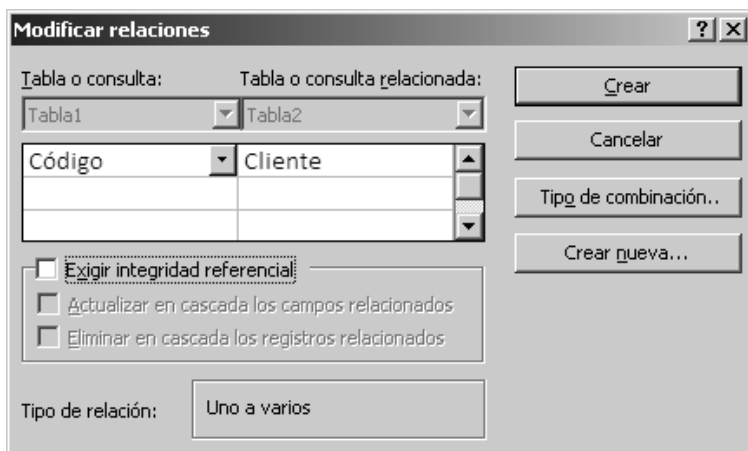 Modificar relaciones
Tabla o consulta: Tabla o consulta relacionada:
Tabla1 Tabla2
Código Cliente
Exigir integridad referencial
Actualizar en cascada los campos relacionados
Eliminar en cascada los registros relacionados
Tipo de relación: Uno a varios
Crear
Cancelar
Tipo de combinación..
Crear nueva...